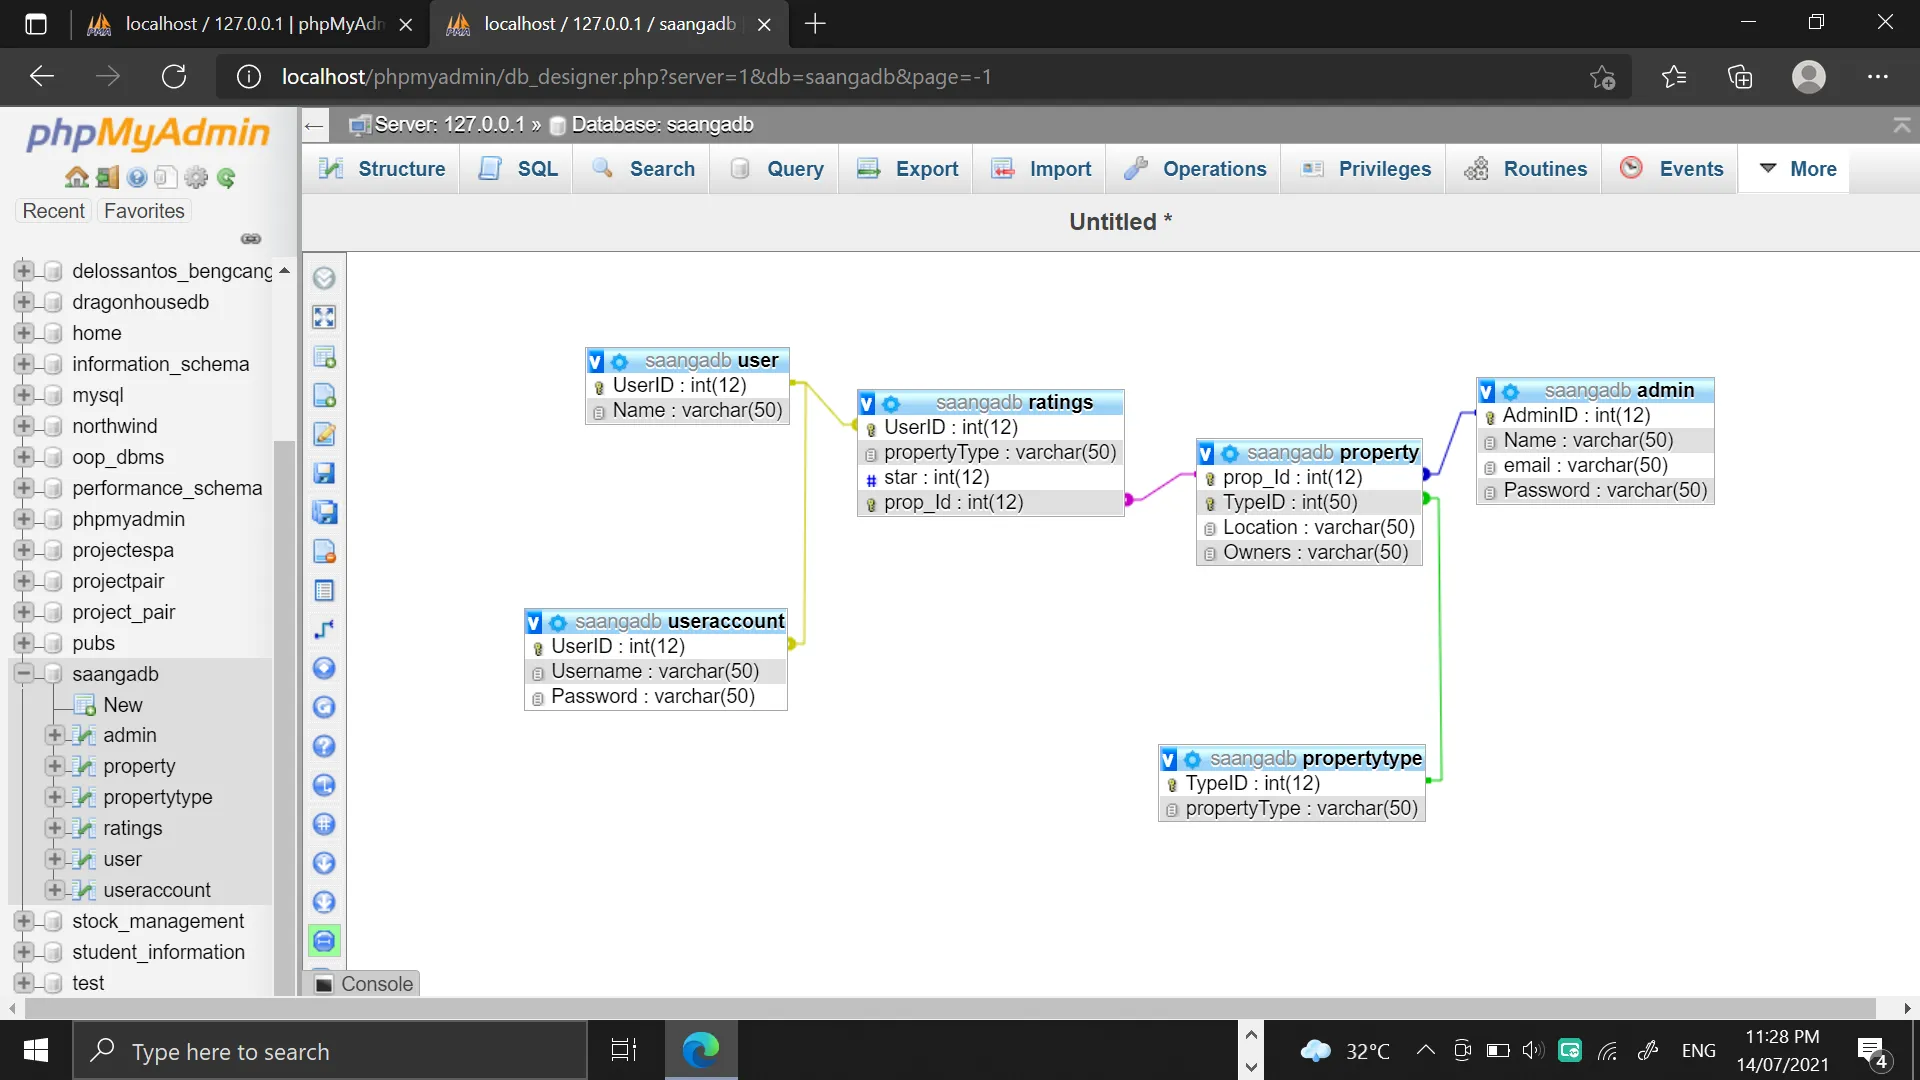 localhost / 127.0.0.1 | phpMyAdm
localhost / 127.0.0.1 / saangadb
localhost/phpmyadmin/db_designer.php?server=1&db=saangadb&page=-1
phpMyAdmin
Recent Favorites
delossantos_bengcang
dragonhousedb
home
information_schema
mysql
northwind
oop_dbms
performance_schema
phpmyadmin
projectespa
projectpair
project_pair
pubs
saangadb
New
admin
property
propertytype
ratings
user
useraccount
stock_management
student_information
test
Server: 127.0.0.1 » Database: saangadb
Structure SQL Search Query Export Import Operations Privileges Routines Events More
Untitled *
saangadb user
UserID : int(12)
Name : varchar(50)
saangadb ratings
UserID : int(12)
propertyType : varchar(50)
star : int(12)
prop_Id : int(12)
saangadb property
prop_Id : int(12)
TypeID : int(50)
Location : varchar(50)
Owners : varchar(50)
saangadb admin
AdminID : int(12)
Name : varchar(50)
email : varchar(50)
Password : varchar(50)
saangadb useraccount
UserID : int(12)
Username : varchar(50)
Password : varchar(50)
saangadb propertytype
TypeID : int(12)
propertyType : varchar(50)
Console
Type here to search
32°C
ENG
11:28 PM
14/07/2021
4